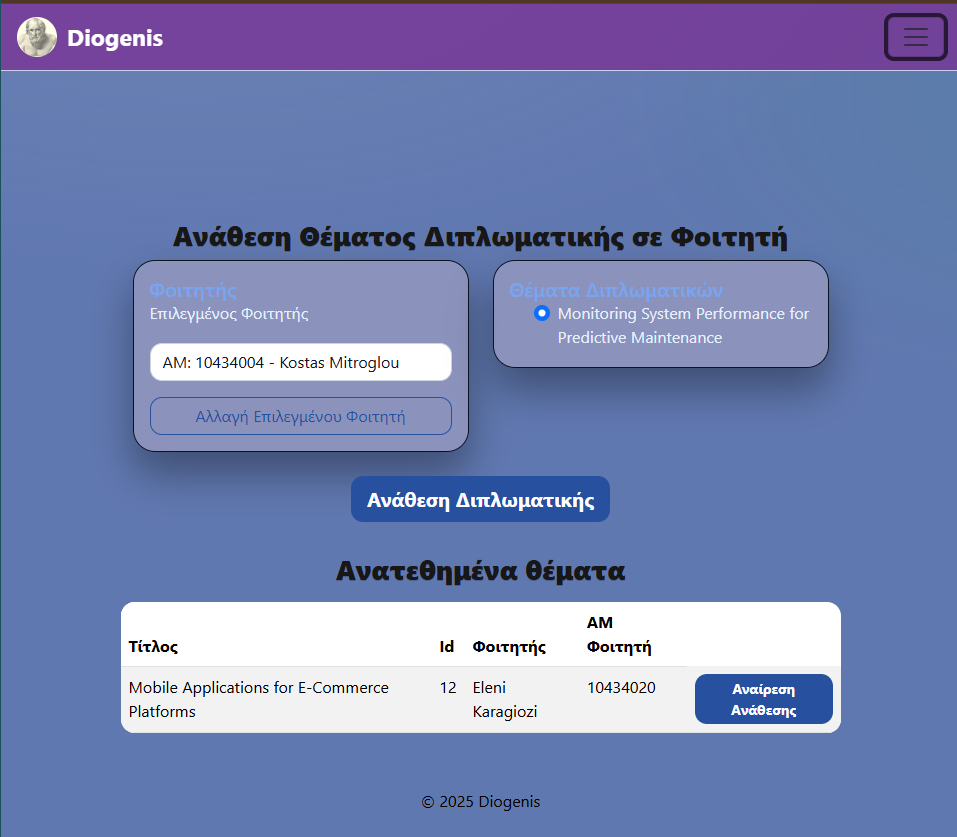 Diogenis
Ανάθεση Θέματος Διπλωματικής σε Φοιτητή
Φοιτητής
Επιλεγμένος Φοιτητής
ΑΜ: 10434004 - Kostas Mitroglou
Αλλαγή Επιλεγμένου Φοιτητή
Θέματα Διπλωματικών
Monitoring System Performance for
Predictive Maintenance
Ανάθεση Διπλωματικής
Ανατεθημένα θέματα
Τίτλος Id Φοιτητής ΑΜ
Φοιτητή
Mobile Applications for E-Commerce
Platforms
12
Eleni
Karagiozi
10434020
Αναίρεση
Ανάθεσης
© 2025 Diogenis